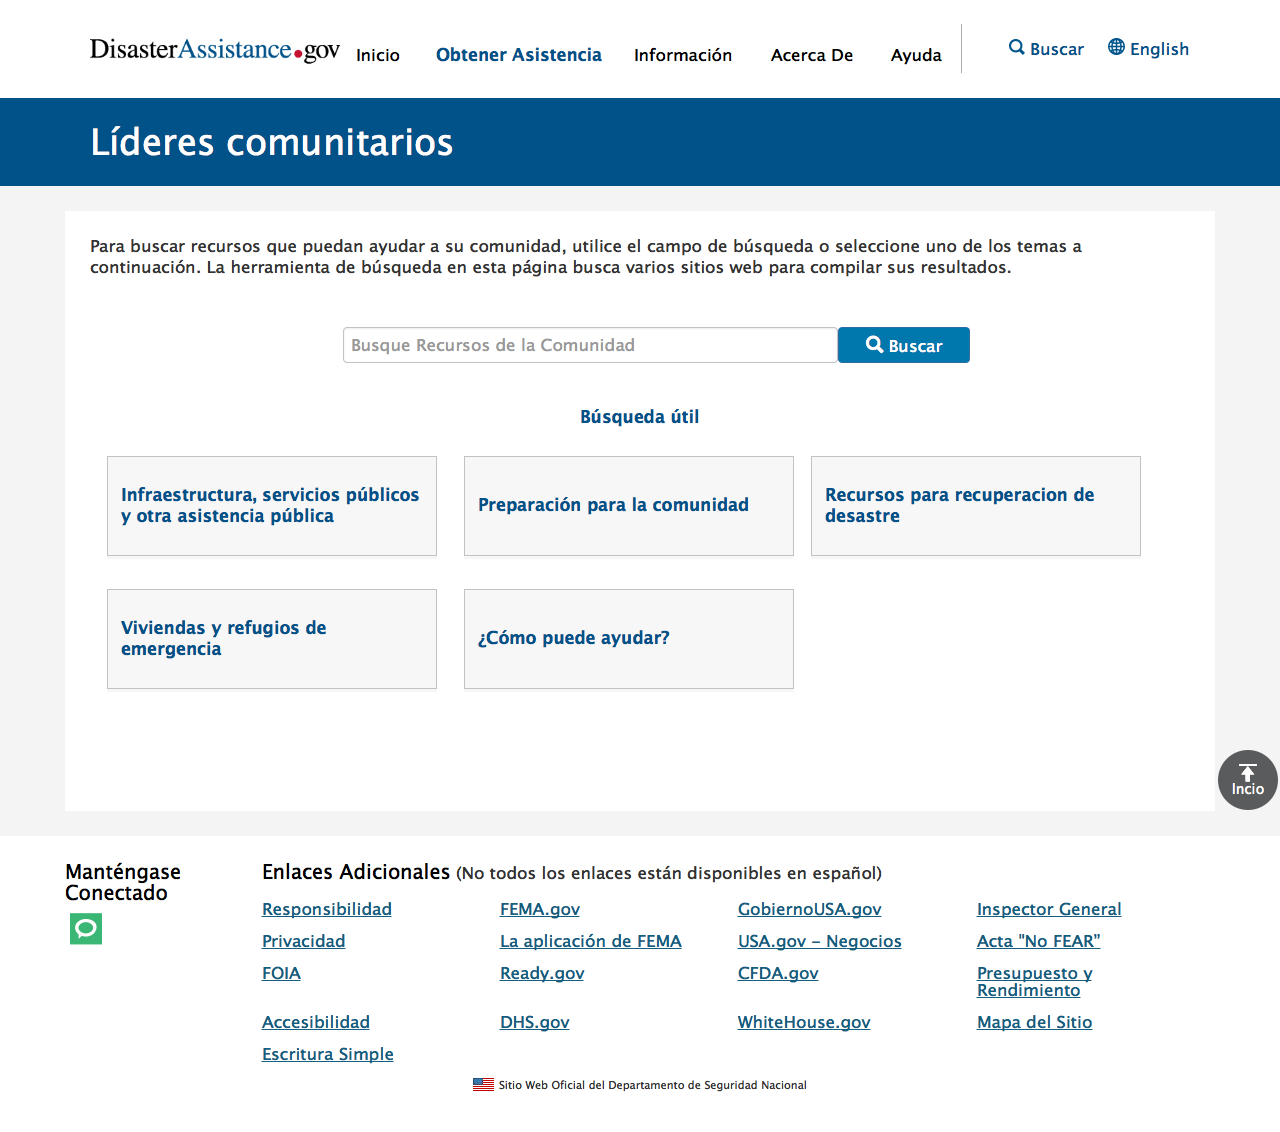 DisasterAssistance.gov
Inicio
Obtener Asistencia
Información
Acerca De
Ayuda
Buscar
English
Líderes comunitarios
Para buscar recursos que puedan ayudar a su comunidad, utilice el campo de búsqueda o seleccione uno de los temas a
continuación. La herramienta de búsqueda en esta página busca varios sitios web para compilar sus resultados.
Busque Recursos de la Comunidad
Buscar
Búsqueda útil
Infraestructura, servicios públicos
y otra asistencia pública
Preparación para la comunidad
Recursos para recuperacion de
desastre
Viviendas y refugios de
emergencia
¿Cómo puede ayudar?
Incio
Manténgase
Conectado
Enlaces Adicionales (No todos los enlaces están disponibles en español)
Responsibilidad
FEMA.gov
GobiernoUSA.gov
Inspector General
Privacidad
La aplicación de FEMA
USA.gov – Negocios
Acta "No FEAR”
FOIA
Ready.gov
CFDA.gov
Presupuesto y
Rendimiento
Accesibilidad
DHS.gov
WhiteHouse.gov
Mapa del Sitio
Escritura Simple
Sitio Web Oficial del Departamento de Seguridad Nacional